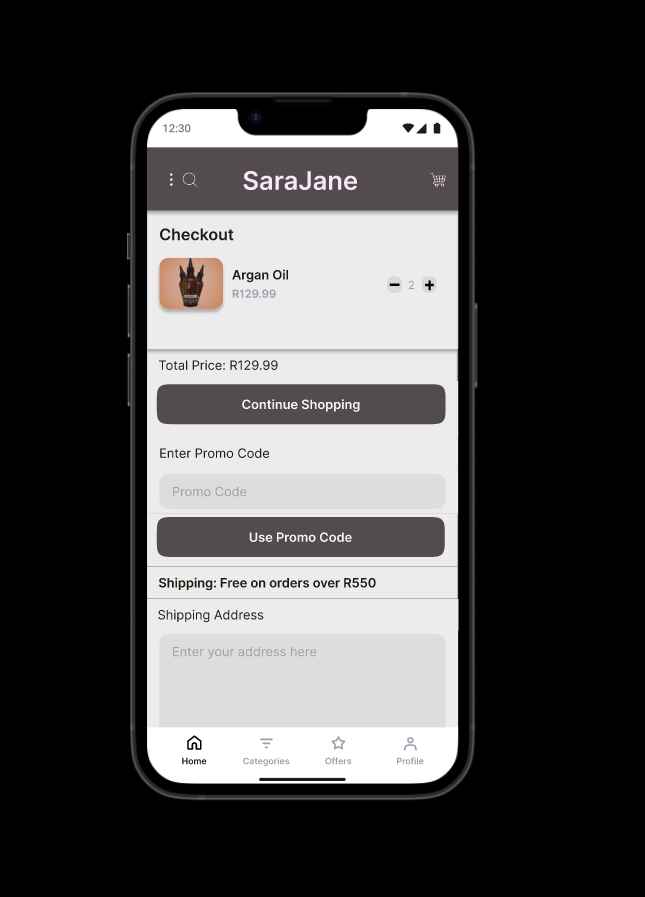 12:30
SaraJane
Checkout
Argan Oil
R129.99
2
Total Price: R129.99
Continue Shopping
Enter Promo Code
Promo Code
Use Promo Code
Shipping: Free on orders over R550
Shipping Address
Enter your address here
Home Categories Offers Profile